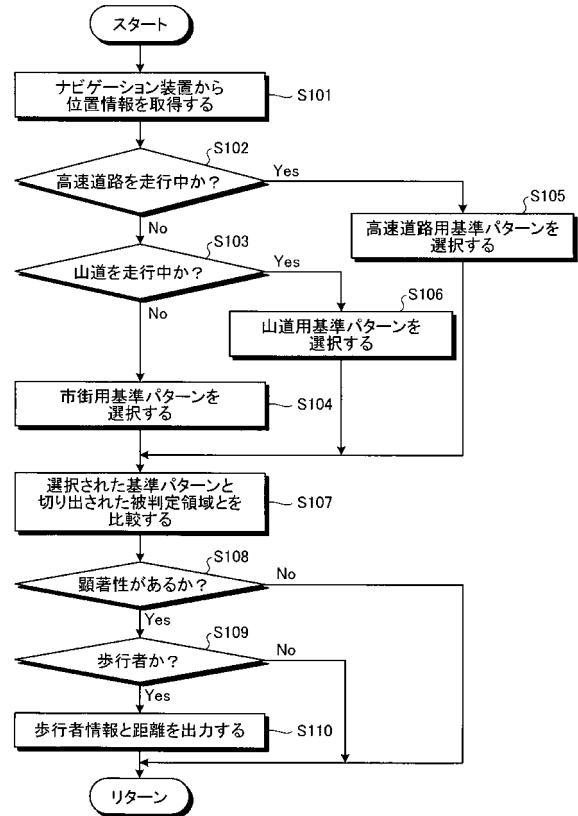 スタート
ナビゲーション装置から
位置情報を取得する
S101
S102
高速道路を走行中か?
Yes
No
S105
高速道路用基準パターンを
選択する
S103
山道を走行中か?
Yes
No
S106
山道用基準パターンを
選択する
市街用基準パターンを
選択する
S104
選択された基準パターンと
切り出された被判定領域とを
比較する
S107
S108
顕著性があるか?
No
Yes
S109
歩行者か?
No
Yes
歩行者情報と距離を出力する
S110
リターン